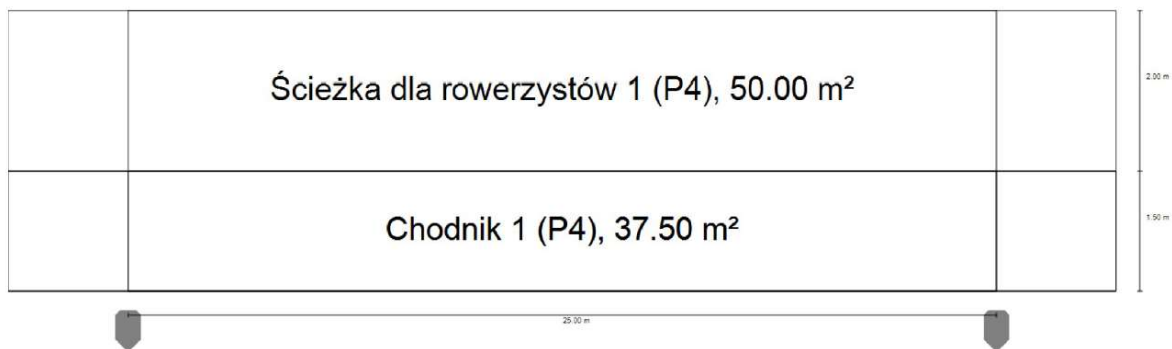 Ścieżka dla rowerzystów 1 (P4), 50.00 m²
2.00 m
Chodnik 1 (P4), 37.50 m²
1.50 m
25.00 m